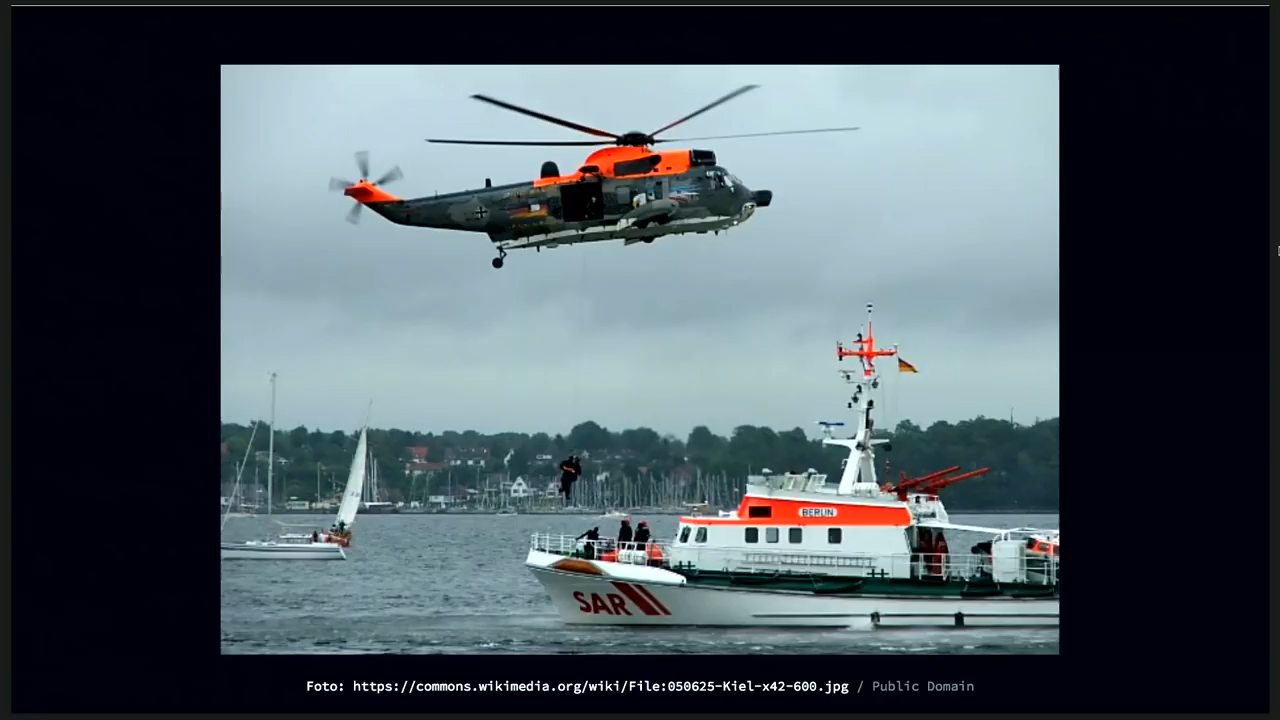 BERLIN
SAR
Foto: https://commons.wikimedia.org/wiki/File:050625-Kiel-x42-600.jpg / Public Domain